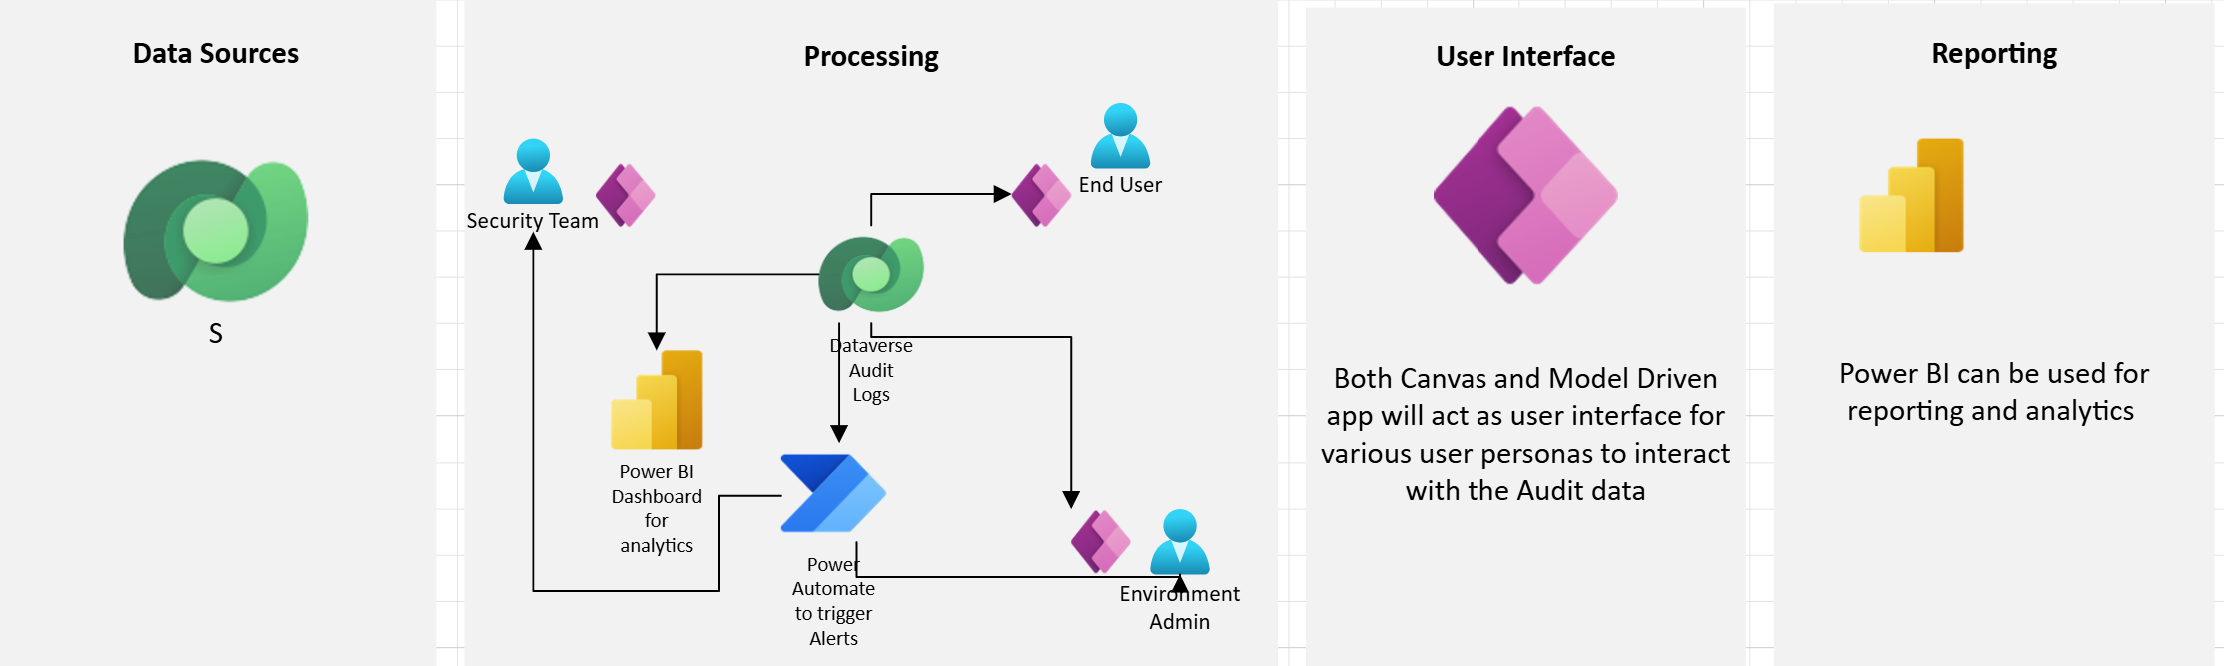 Data Sources
S
Processing
Security Team
End User
Dataverse
Audit
Logs
Power BI
Dashboard
for
analytics
Power
Automate
to trigger
Alerts
Environment
Admin
User Interface
Both Canvas and Model Driven
app will act as user interface for
various user personas to interact
with the Audit data
Reporting
Power BI can be used for
reporting and analytics